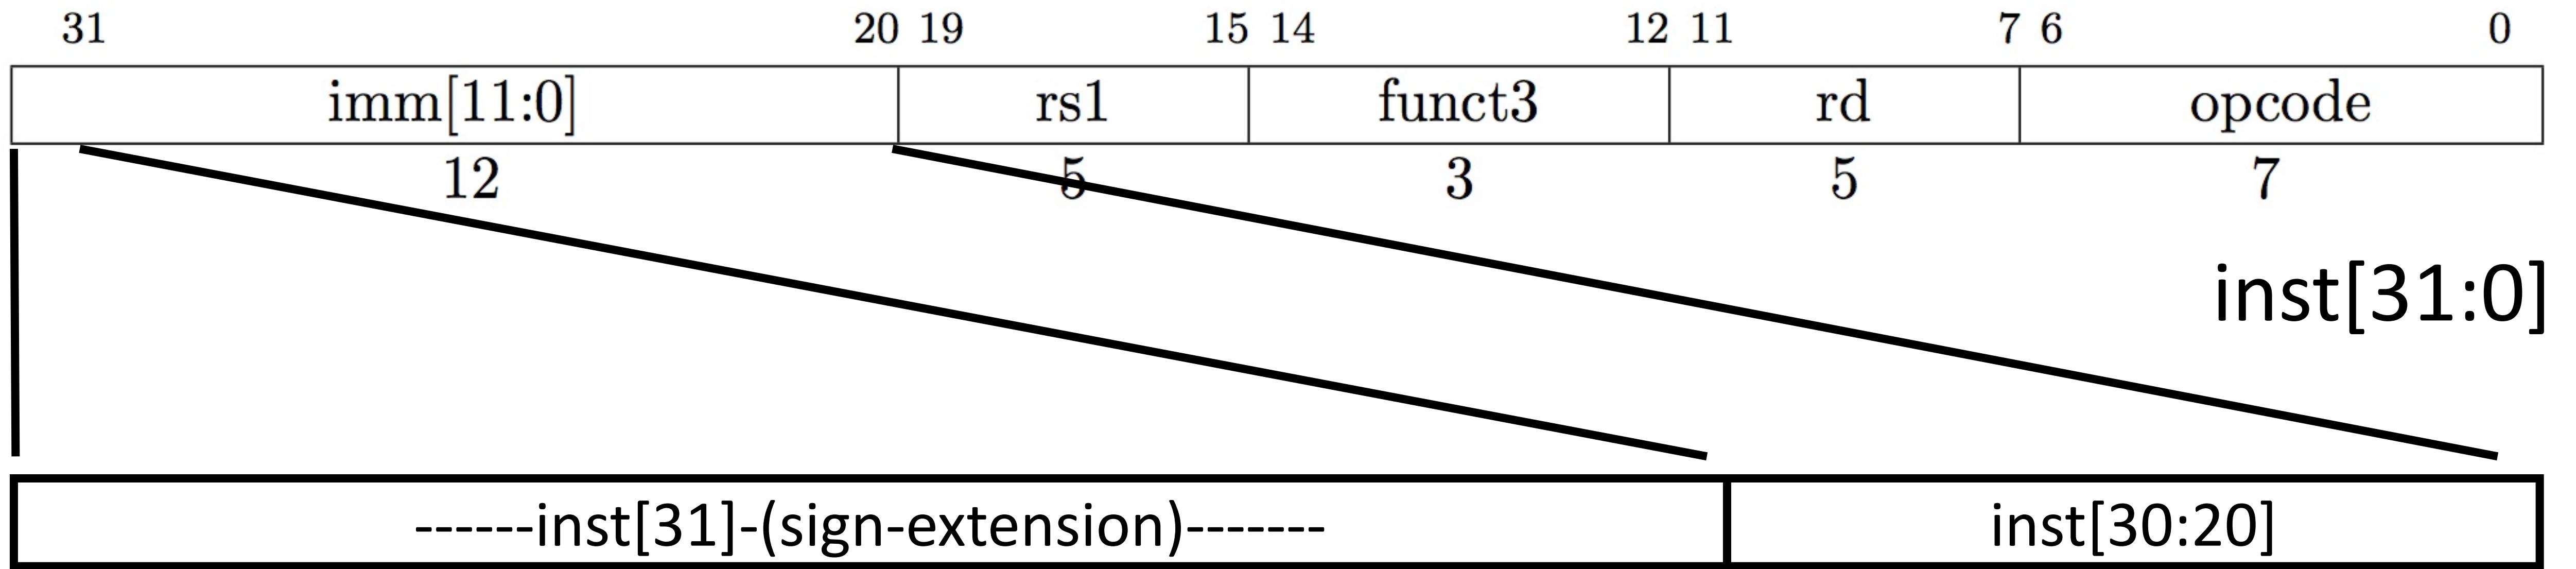 31 20 19 15 14 12 11 7 6 0
imm[11:0] rs1 funct3 rd opcode
12 5 3 5 7
inst[31:0]
------inst[31]-(sign-extension)------- inst[30:20]